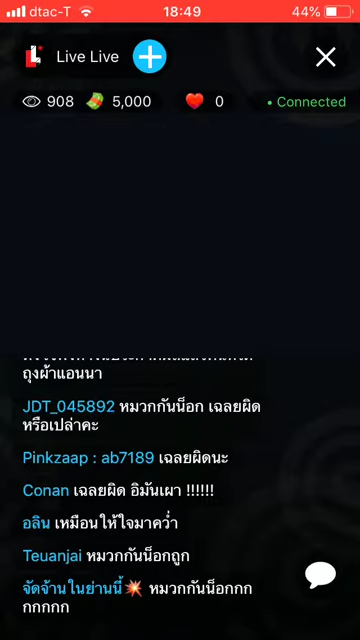 dtac-T
18:49
44%
Live Live
908
5,000
0
• Connected
ถุงผ้าแอนนา
JDT_045892 หมวกกันน็อก เฉลยผิด
หรือเปล่าคะ
Pinkzaap : ab7189 เฉลยผิดนะ
Conan เฉลยผิด อิมันเผา !!!!!!
อลิน เหมือนให้ใจมาคว่ำ
Teuanjai หมวกกันน็อกถูก
จัดจ้านในย่านนี้💥 หมวกกันน็อกกก
กกกกก